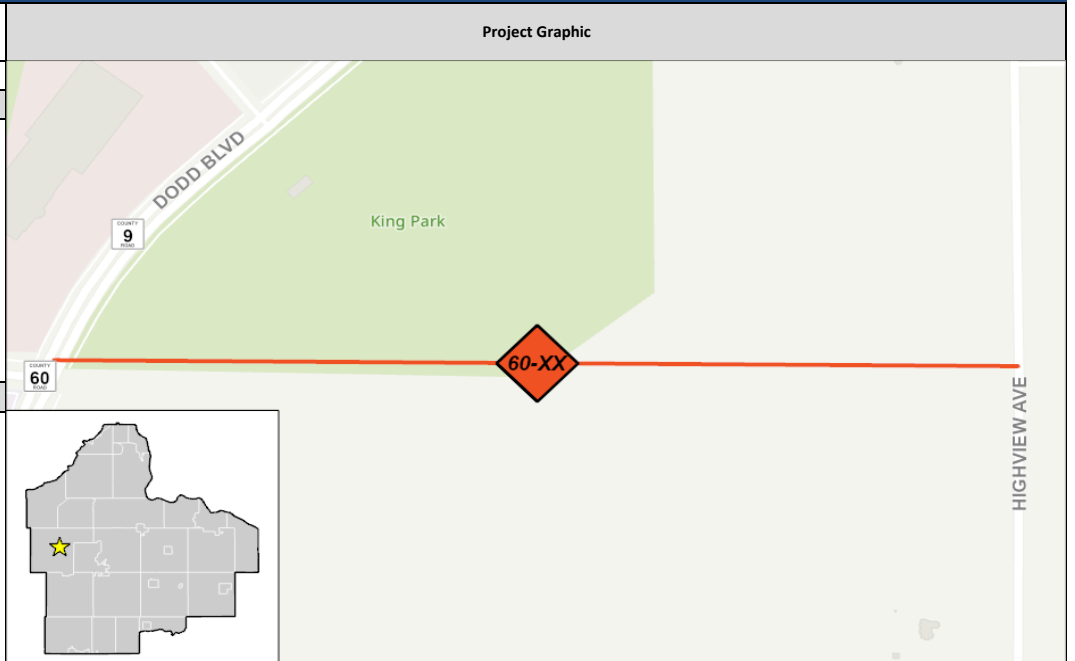 Project Graphic
DODD BLVD
COUNTY
9
ROAD
King Park
COUNTY
60
ROAD
60-XX
HIGHVIEW AVE